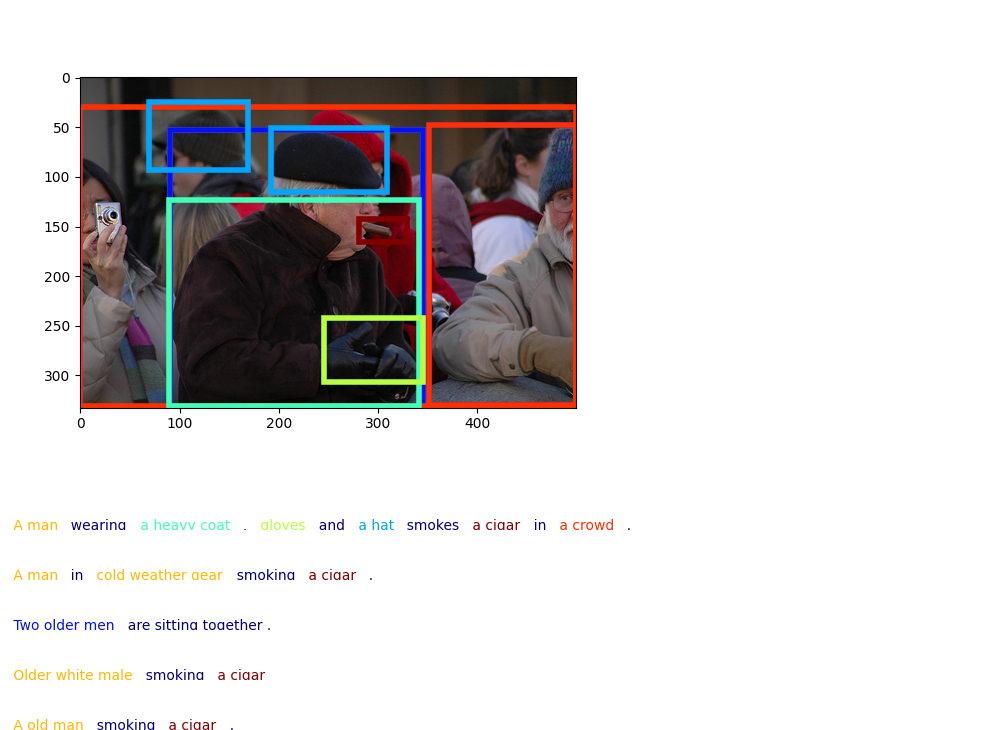 0
50
100
150
200
250
300
0 100 200 300 400
A man wearing a heavy coat , gloves and a hat smokes a cigar in a crowd .
A man in cold weather gear smoking a cigar .
Two older men are sitting together .
Older white male smoking a cigar
A old man smoking a cigar .